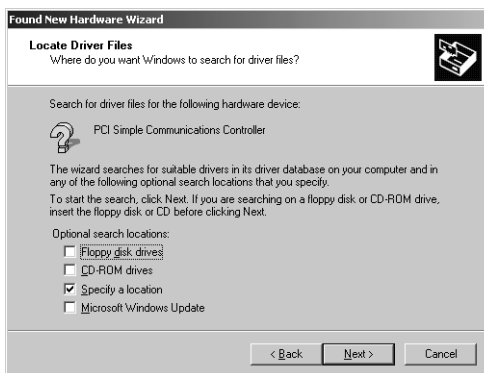 Found New Hardware Wizard
Locate Driver Files
Where do you want Windows to search for driver files?
Search for driver files for the following hardware device:
PCI Simple Communications Controller
The wizard searches for suitable drivers in its driver database on your computer and in
any of the following optional search locations that you specify.
To start the search, click Next. If you are searching on a floppy disk or CD-ROM drive,
insert the floppy disk or CD before clicking Next.
Optional search locations:
Floppy disk drives
CD-ROM drives
Specify a location
Microsoft Windows Update
< Back Next > Cancel